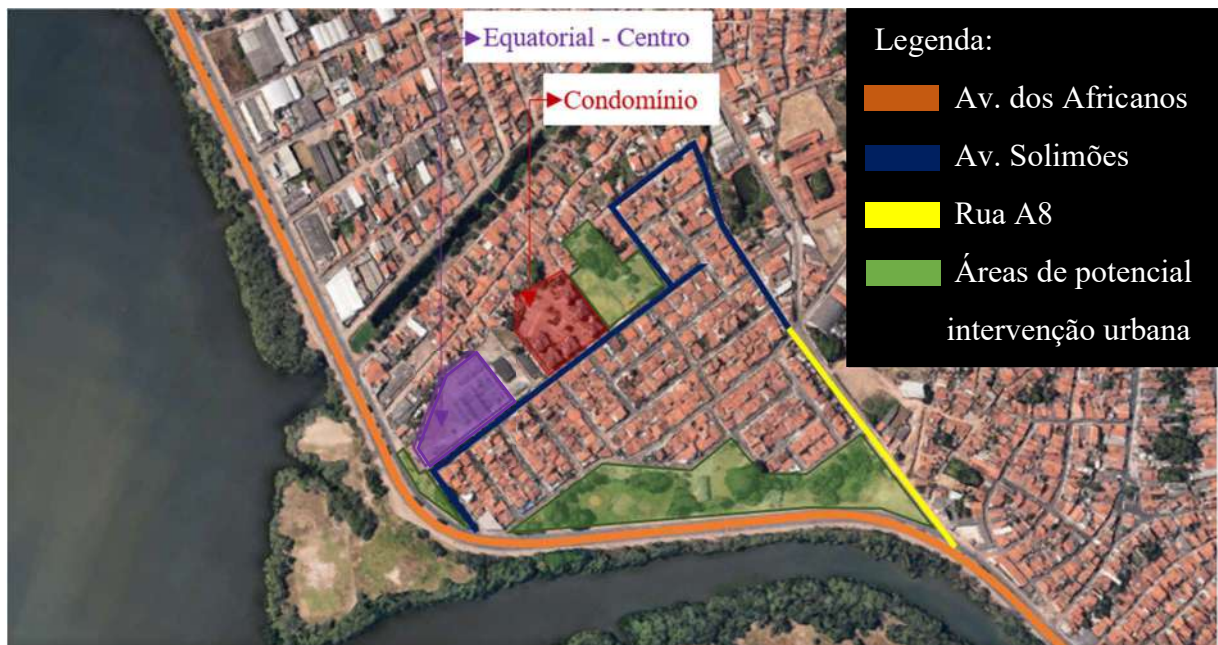 Equatorial - Centro
Condomínio
Legenda:
Av. dos Africanos
Av. Solimões
Rua A8
Áreas de potencial
intervenção urbana